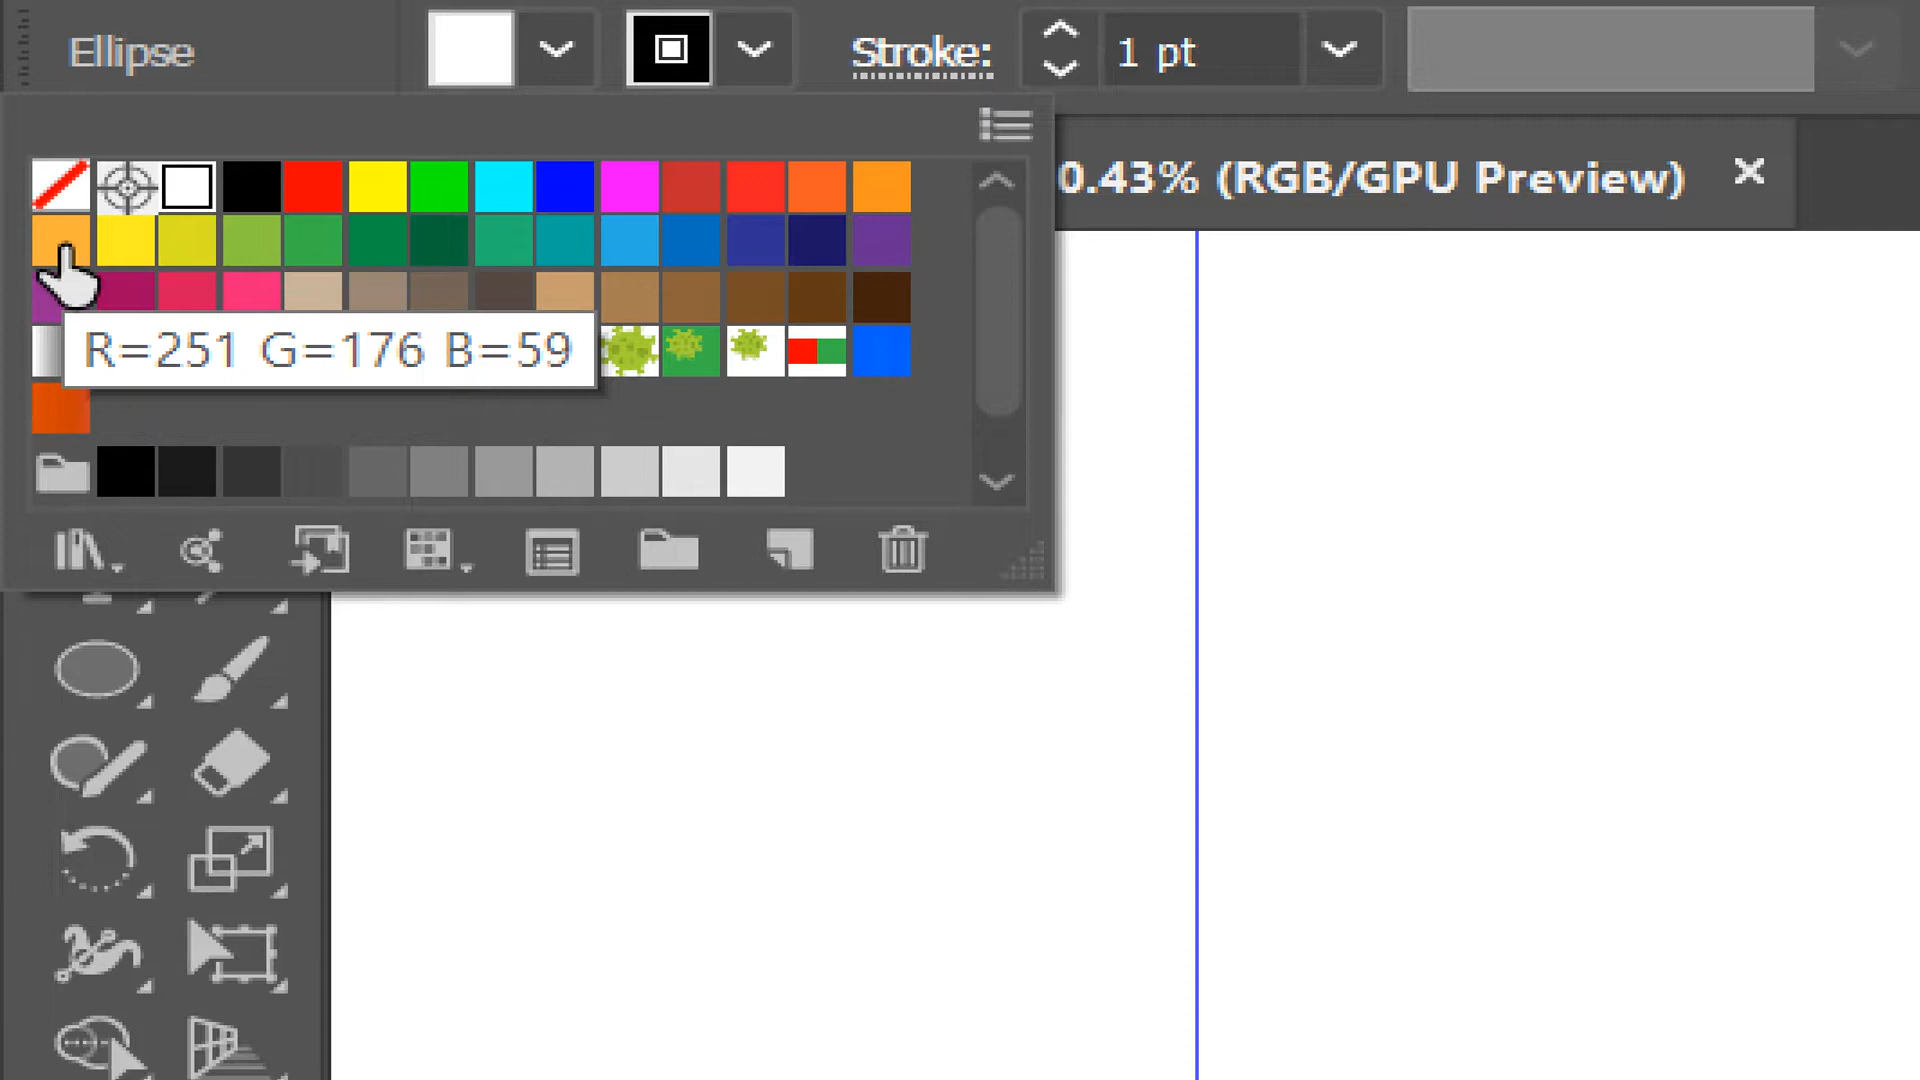 Ellipse
Stroke:
1 pt
0.43% (RGB/GPU Preview)
R=251 G=176 B=59